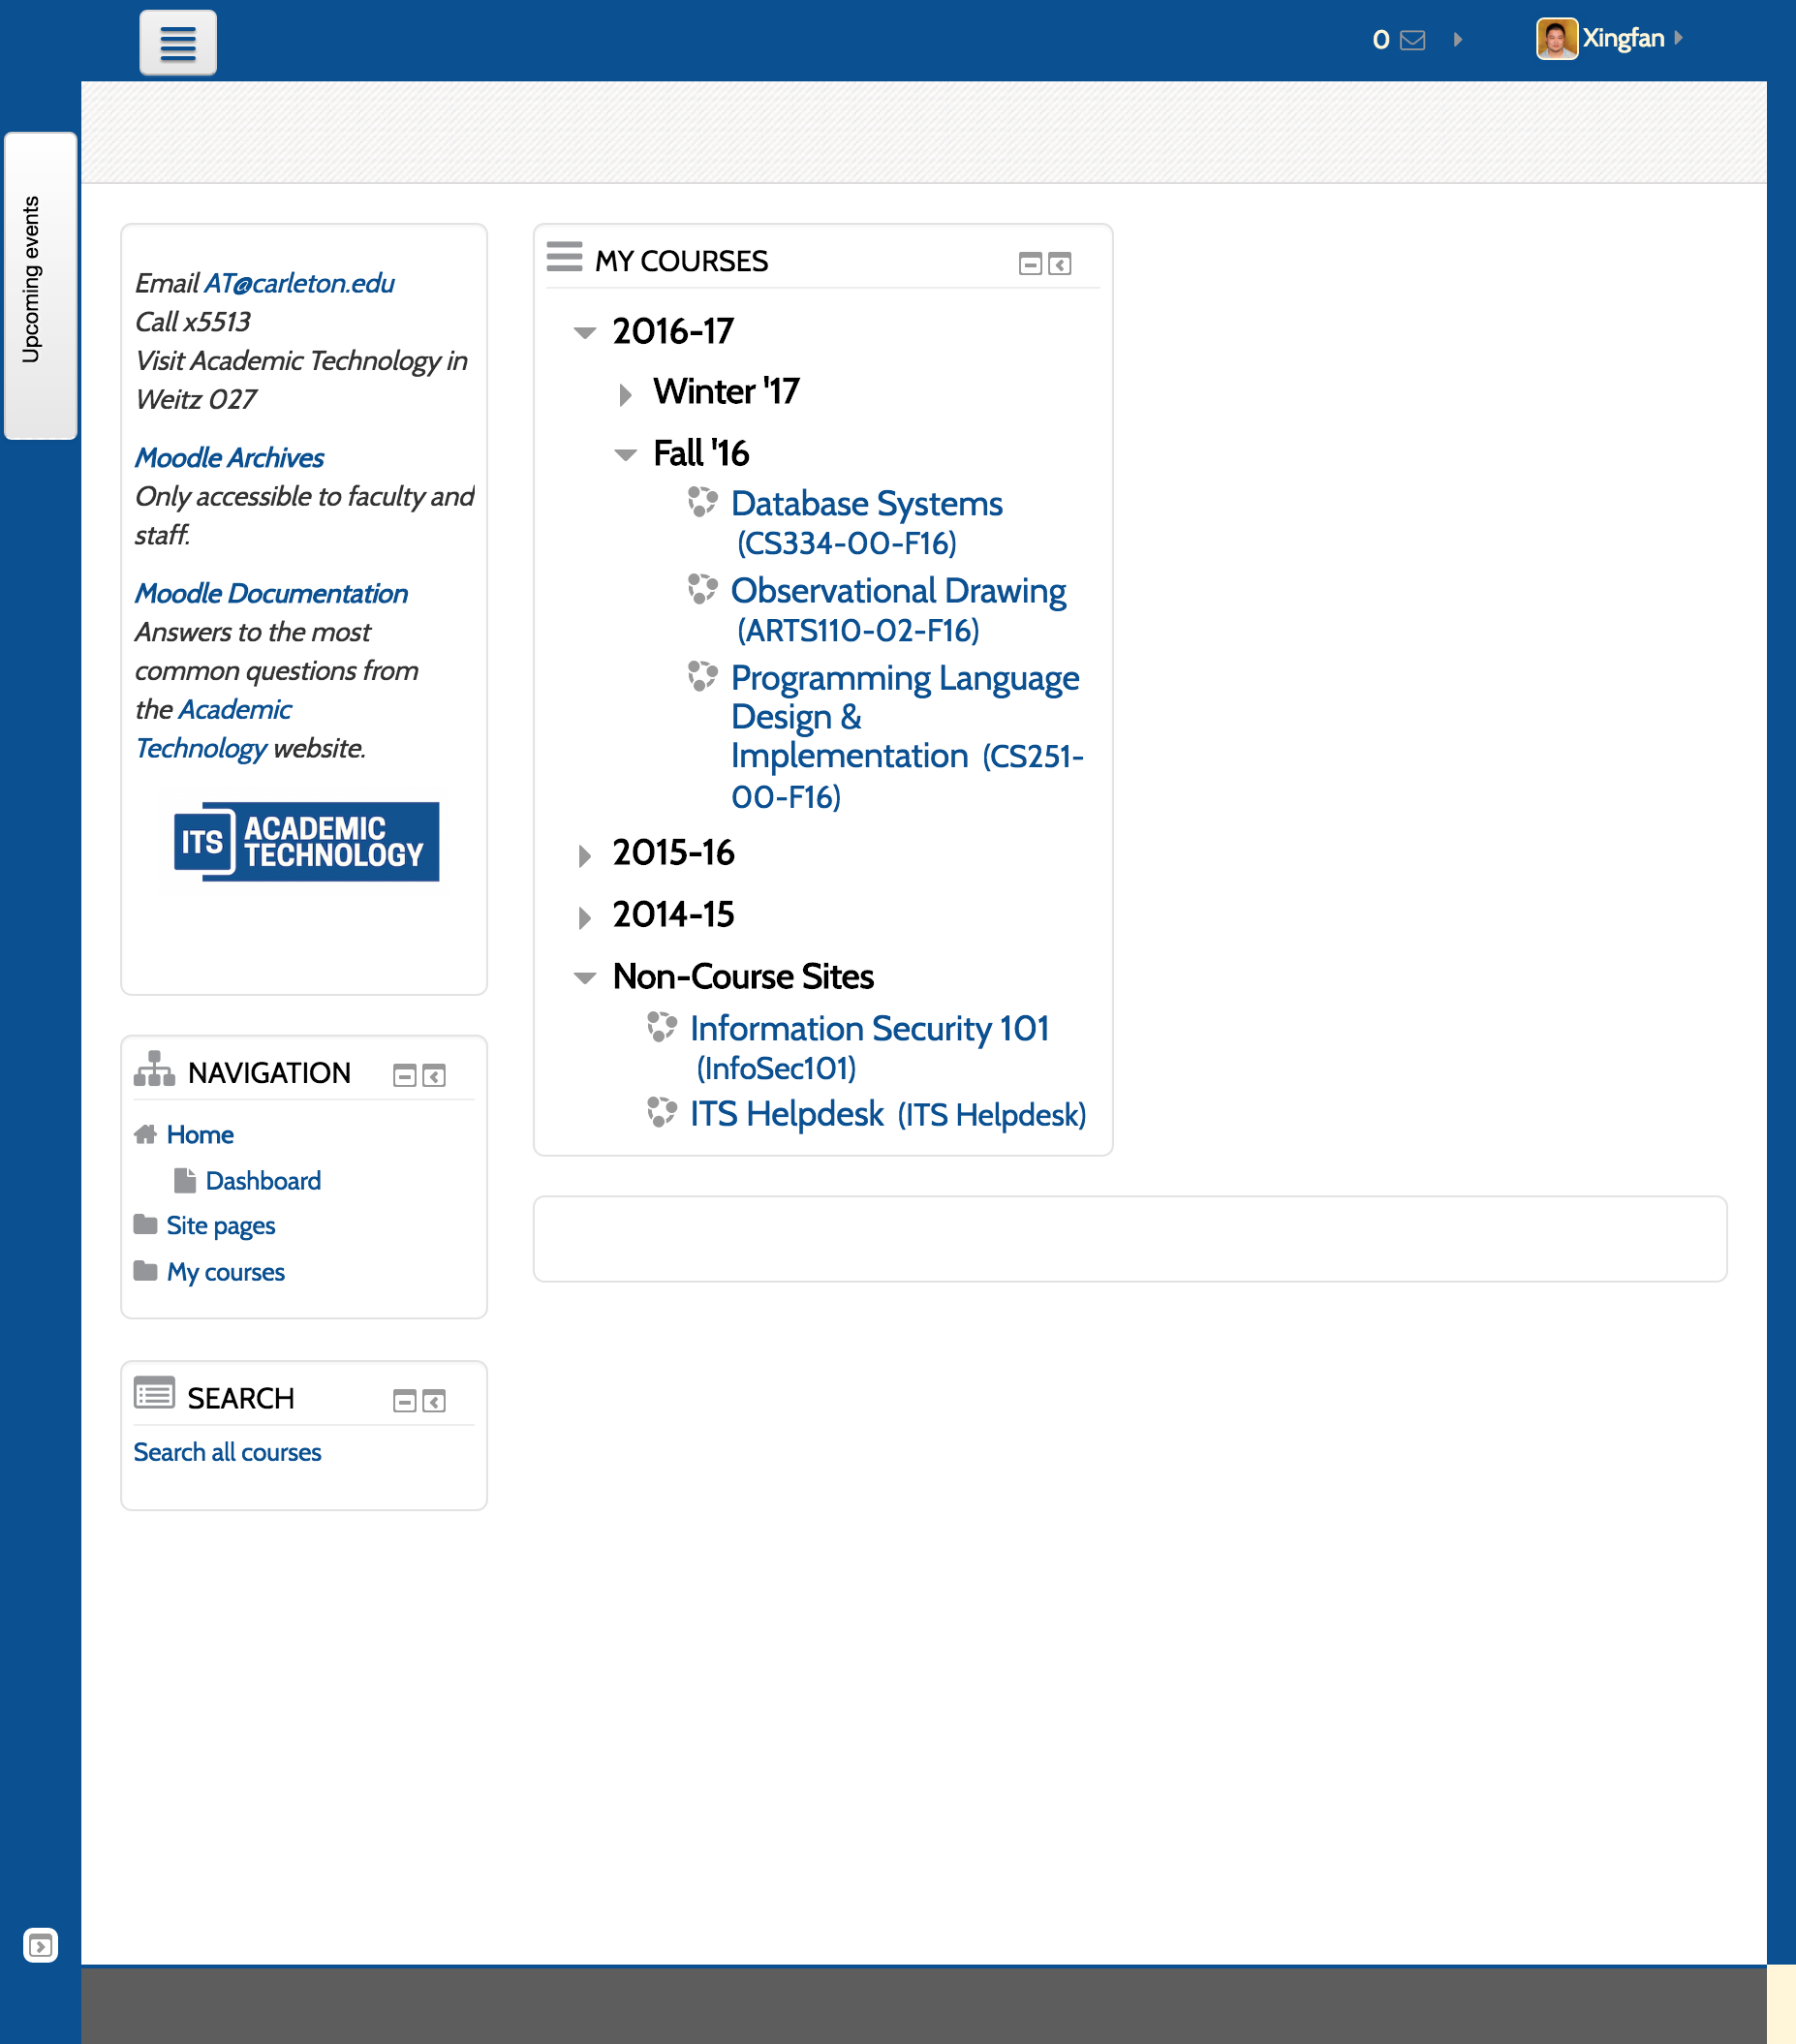 0
Xingfan
Upcoming events
Email AT@carleton.edu
Call x5513
Visit Academic Technology in
Weitz 027
Moodle Archives
Only accessible to faculty and
staff.
Moodle Documentation
Answers to the most
common questions from
the Academic
Technology website.
ITS ACADEMIC
TECHNOLOGY
NAVIGATION
Home
Dashboard
Site pages
My courses
SEARCH
Search all courses
MY COURSES
2016-17
Winter '17
Fall '16
Database Systems
(CS334-00-F16)
Observational Drawing
(ARTS110-02-F16)
Programming Language
Design &
Implementation (CS251-
00-F16)
2015-16
2014-15
Non-Course Sites
Information Security 101
(InfoSec101)
ITS Helpdesk (ITS Helpdesk)